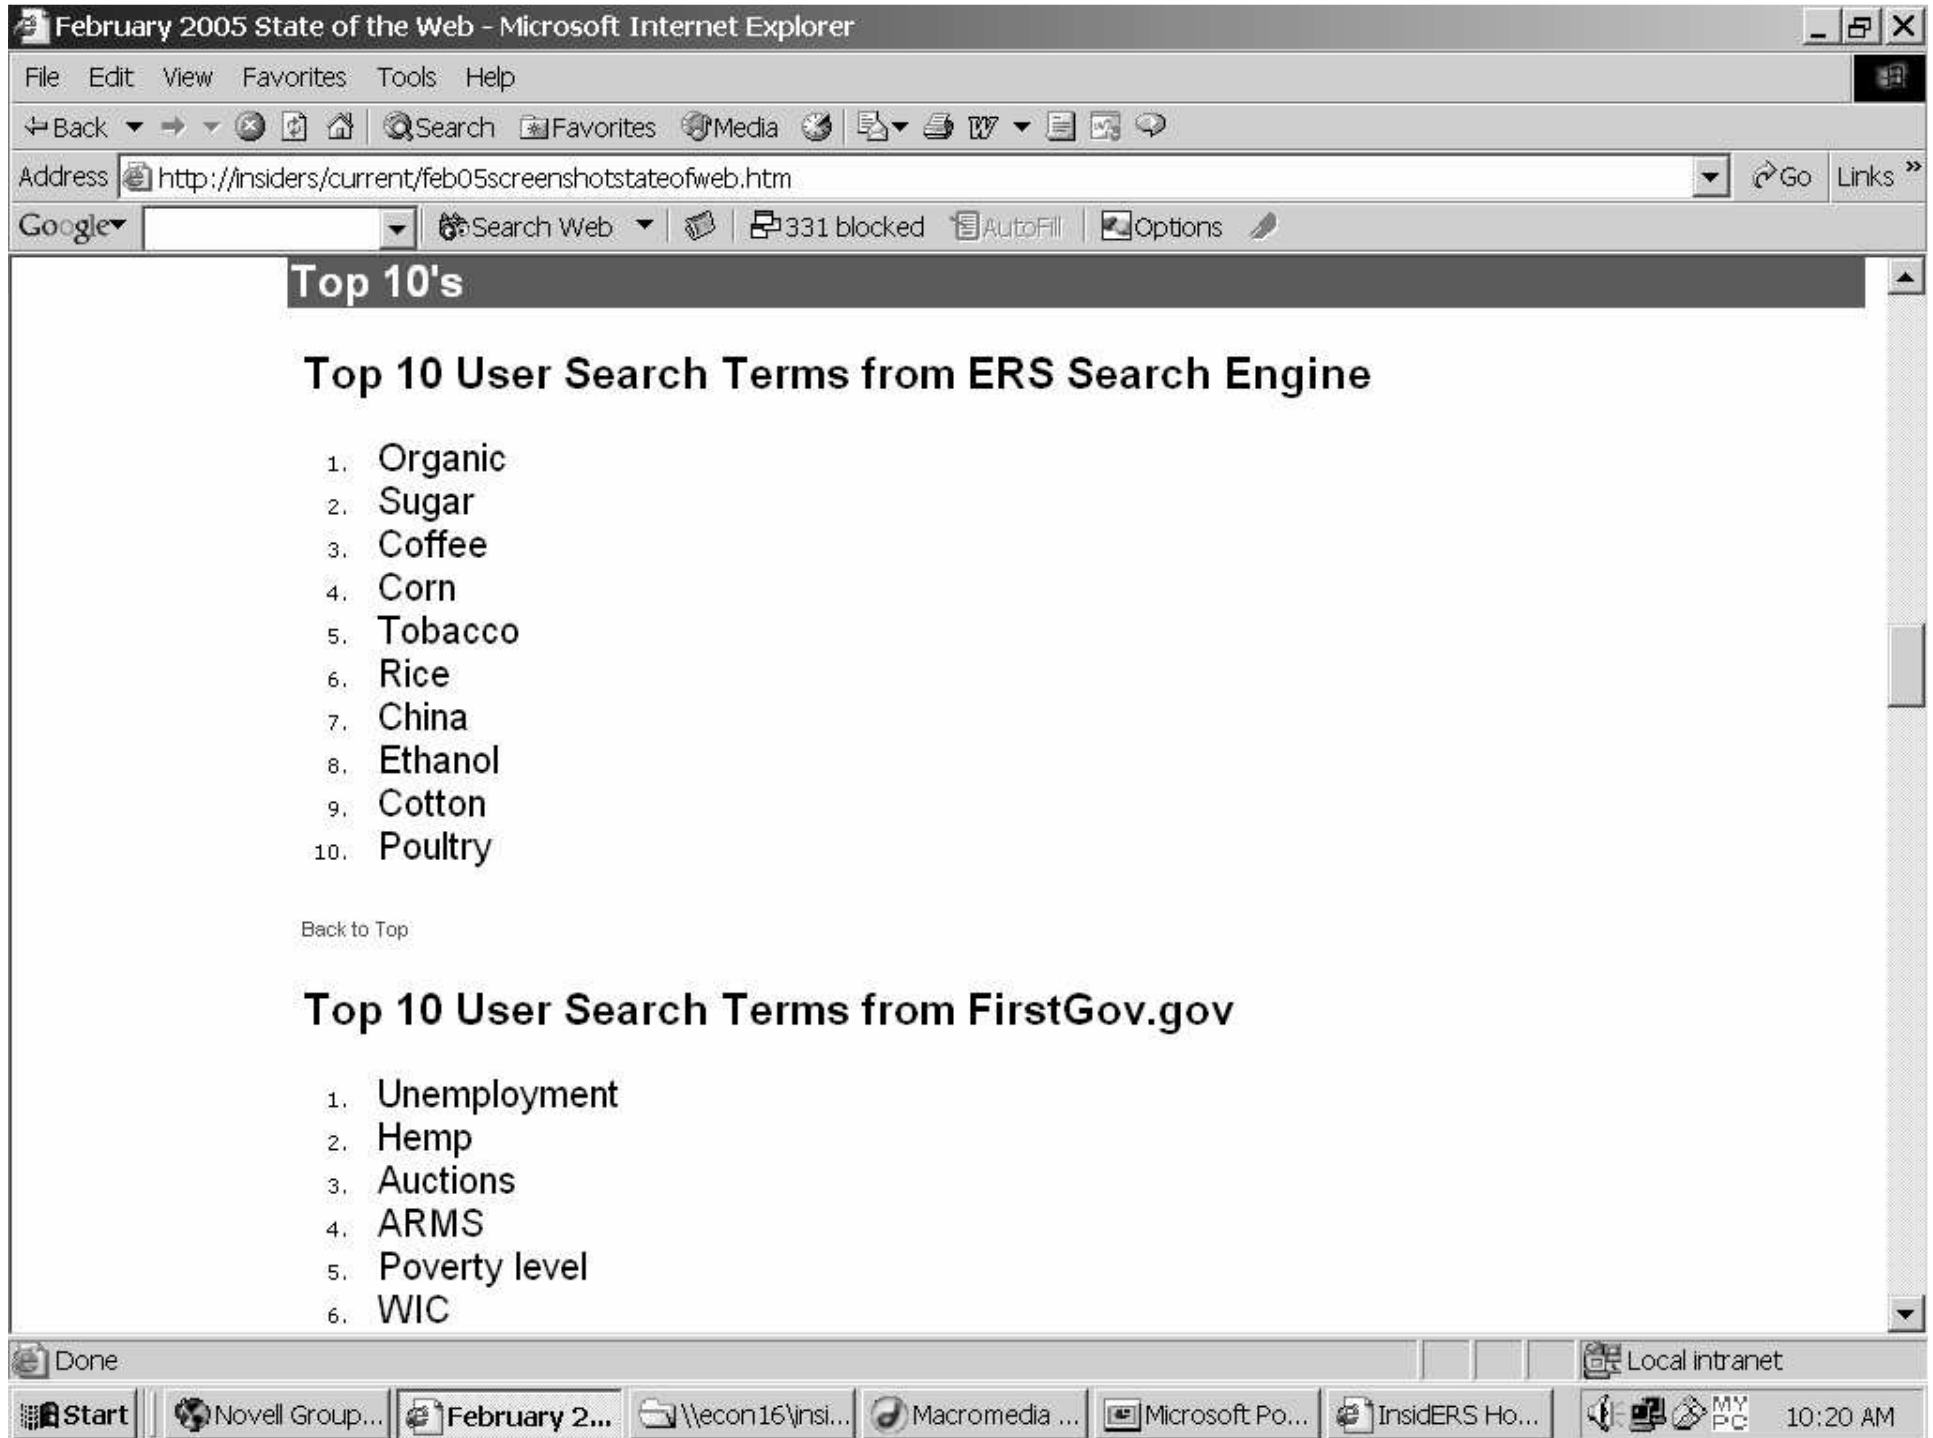 February 2005 State of the Web - Microsoft Internet Explorer
File Edit View Favorites Tools Help
Back Search Favorites Media
Address http://insiders/current/feb05screenshotstateofweb.htm Go Links »
Google Search Web 331 blocked AutoFill Options
Top 10's
Top 10 User Search Terms from ERS Search Engine
1. Organic
2. Sugar
3. Coffee
4. Corn
5. Tobacco
6. Rice
7. China
8. Ethanol
9. Cotton
10. Poultry
Back to Top
Top 10 User Search Terms from FirstGov.gov
1. Unemployment
2. Hemp
3. Auctions
4. ARMS
5. Poverty level
6. WIC
Done Local intranet
Start Novell Group... February 2... \\econ16\insi... Macromedia ... Microsoft Po... InsidERS Ho... MY PC 10:20 AM